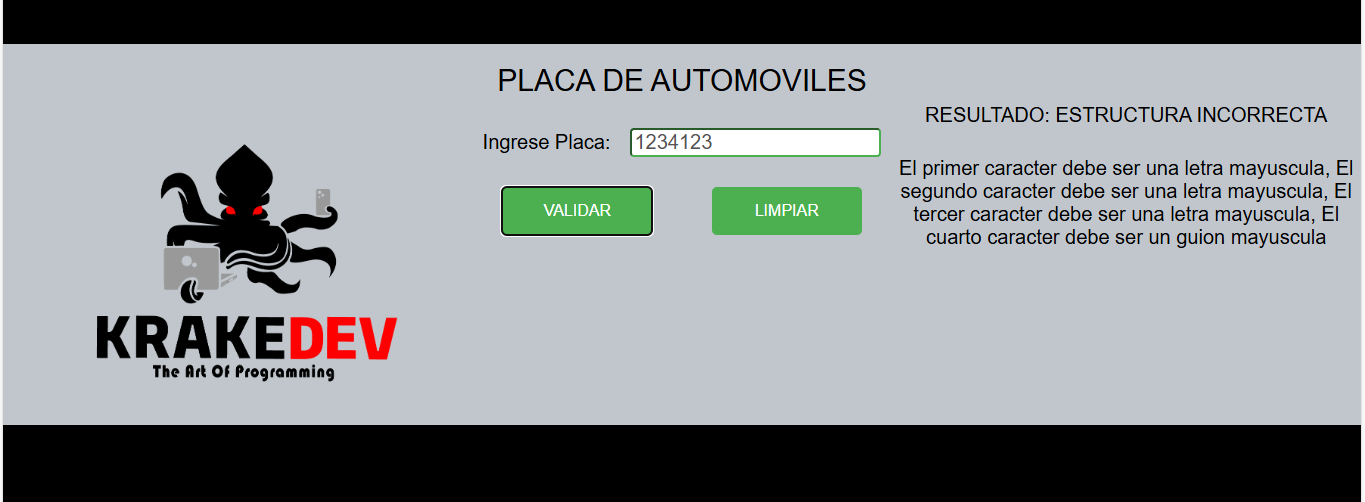 PLACA DE AUTOMOVILES
Ingrese Placa: 1234123
VALIDAR LIMPIAR
RESULTADO: ESTRUCTURA INCORRECTA
El primer caracter debe ser una letra mayuscula, El
segundo caracter debe ser una letra mayuscula, El
tercer caracter debe ser una letra mayuscula, El
cuarto caracter debe ser un guion mayuscula
KRAKEDEV
The Art Of Programming